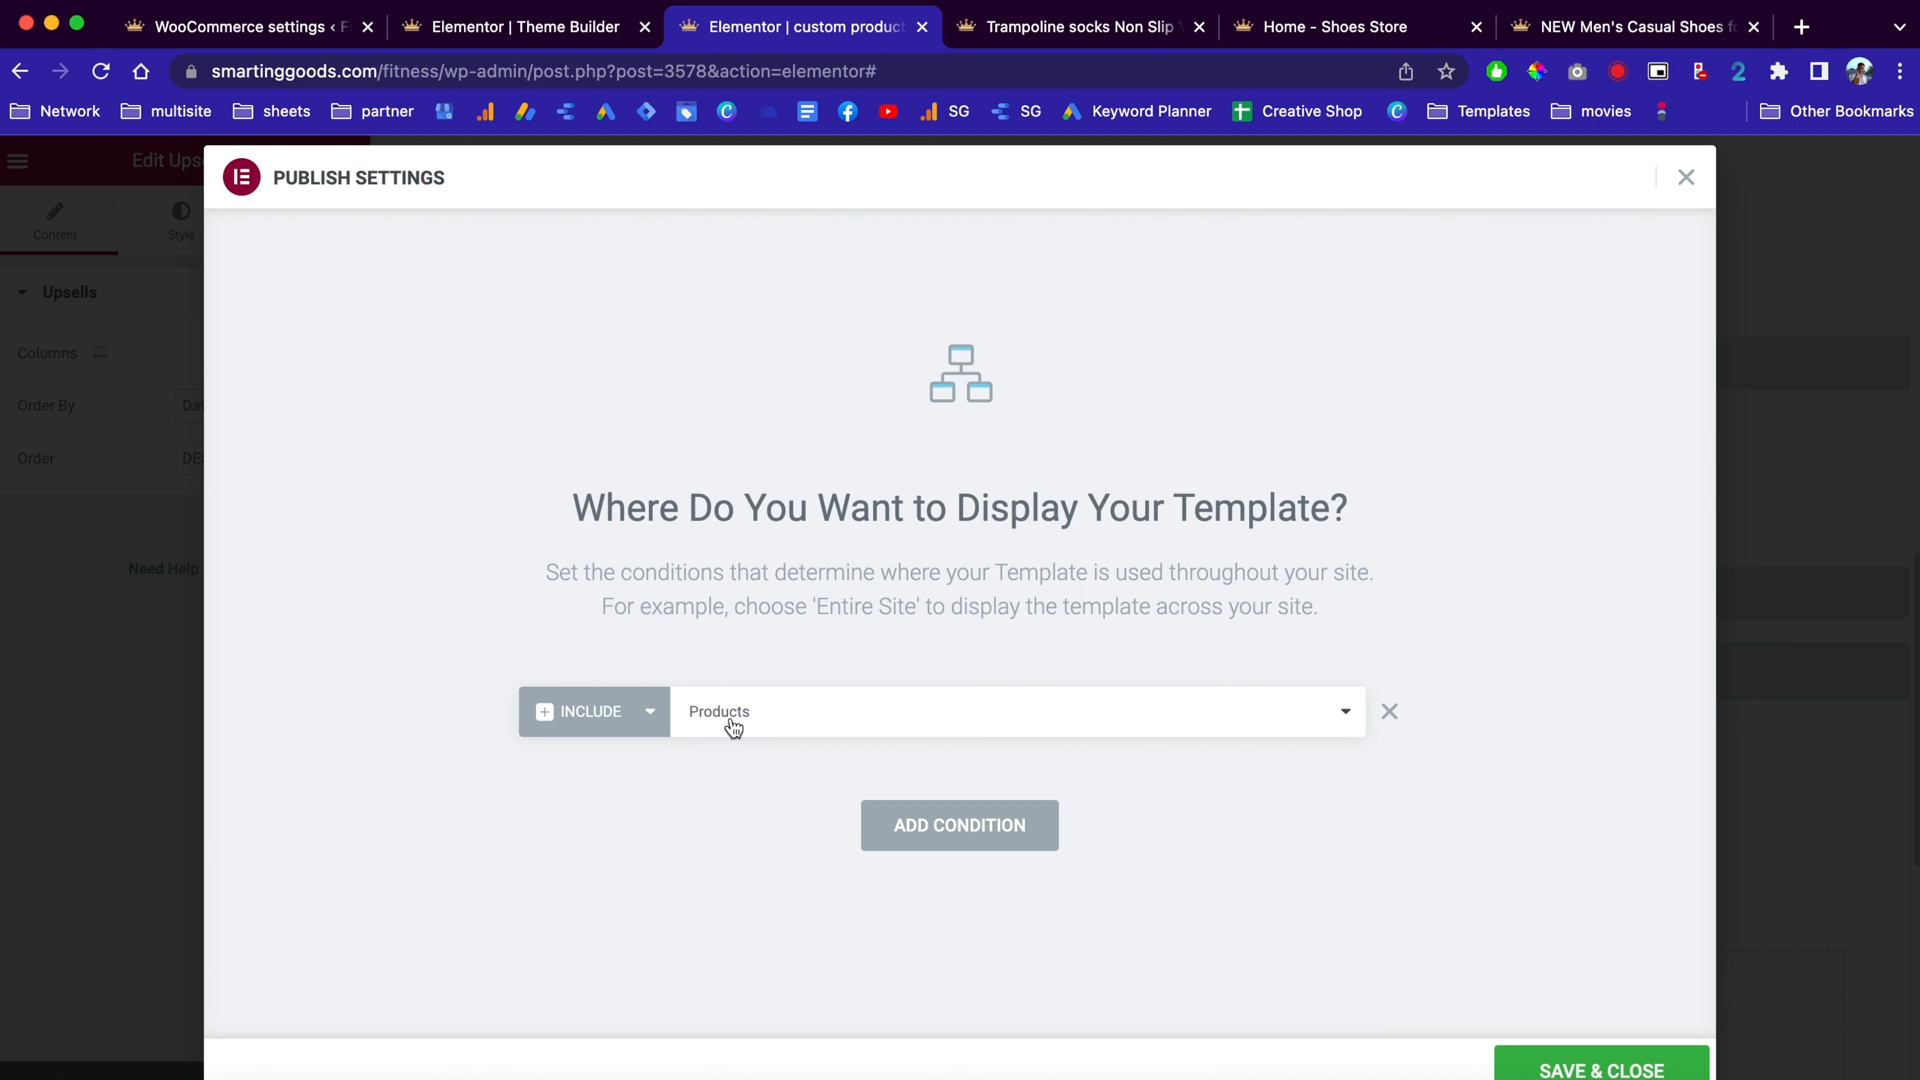 WooCommerce settings ‹ F
Elementor | Theme Builder
Elementor | custom product
Trampoline socks Non Slip
Home - Shoes Store
NEW Men's Casual Shoes fo
smartinggoods.com/fitness/wp-admin/post.php?post=3578&action=elementor#
2
Network
multisite
sheets
partner
SG
SG
Keyword Planner
Creative Shop
Templates
movies
Other Bookmarks
Edit Ups
PUBLISH SETTINGS
Content
Style
Upsells
Columns
Order By
Da
Order
DE
Need Help
Where Do You Want to Display Your Template?
Set the conditions that determine where your Template is used throughout your site.
For example, choose 'Entire Site' to display the template across your site.
INCLUDE
Products
ADD CONDITION
SAVE & CLOSE